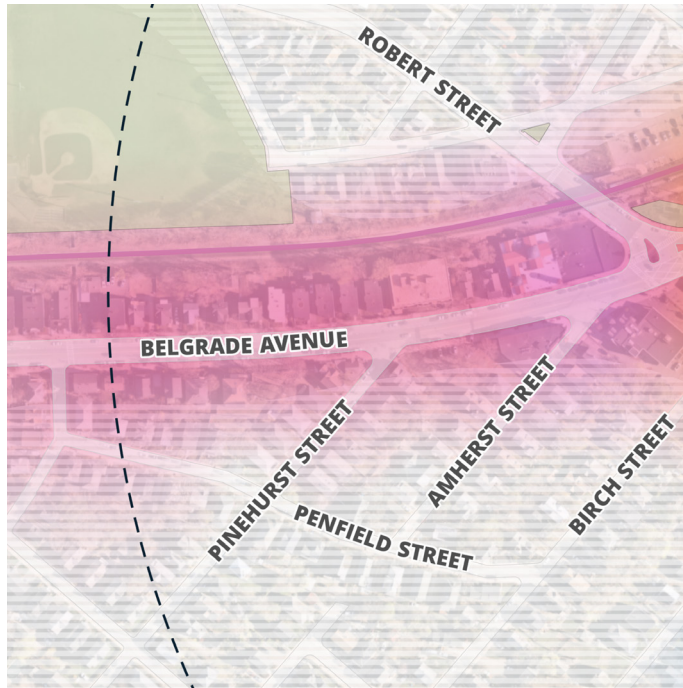 ROBERT STREET
BELGRADE AVENUE
PINEHURST STREET
AMHERST STREET
BIRCH STREET
PENFIELD STREET